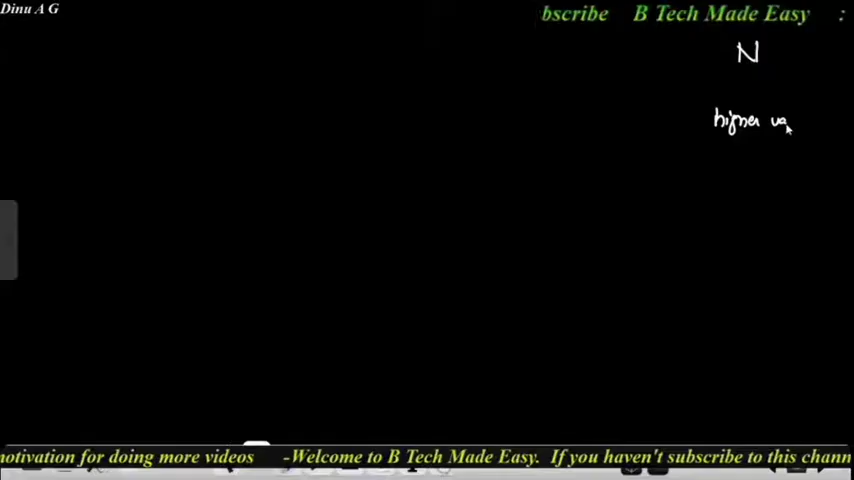 Dinu A G
bscribe B Tech Made Easy :
N
higher va
notivation for doing more videos -Welcome to B Tech Made Easy. If you haven't subscribe to this chann